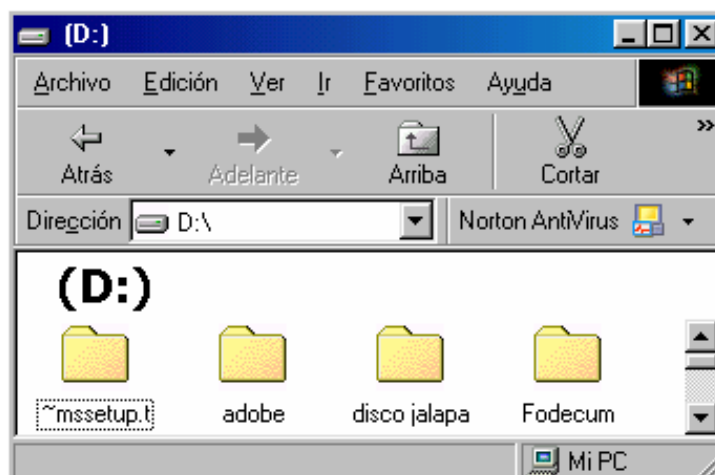 (D:)
Archivo Edición Ver Ir Favoritos Ayuda
Atrás Adelante Arriba Cortar »
Dirección D:\ Norton AntiVirus
(D:)
~mssetup.t adobe disco jalapa Fodecum
Mi PC